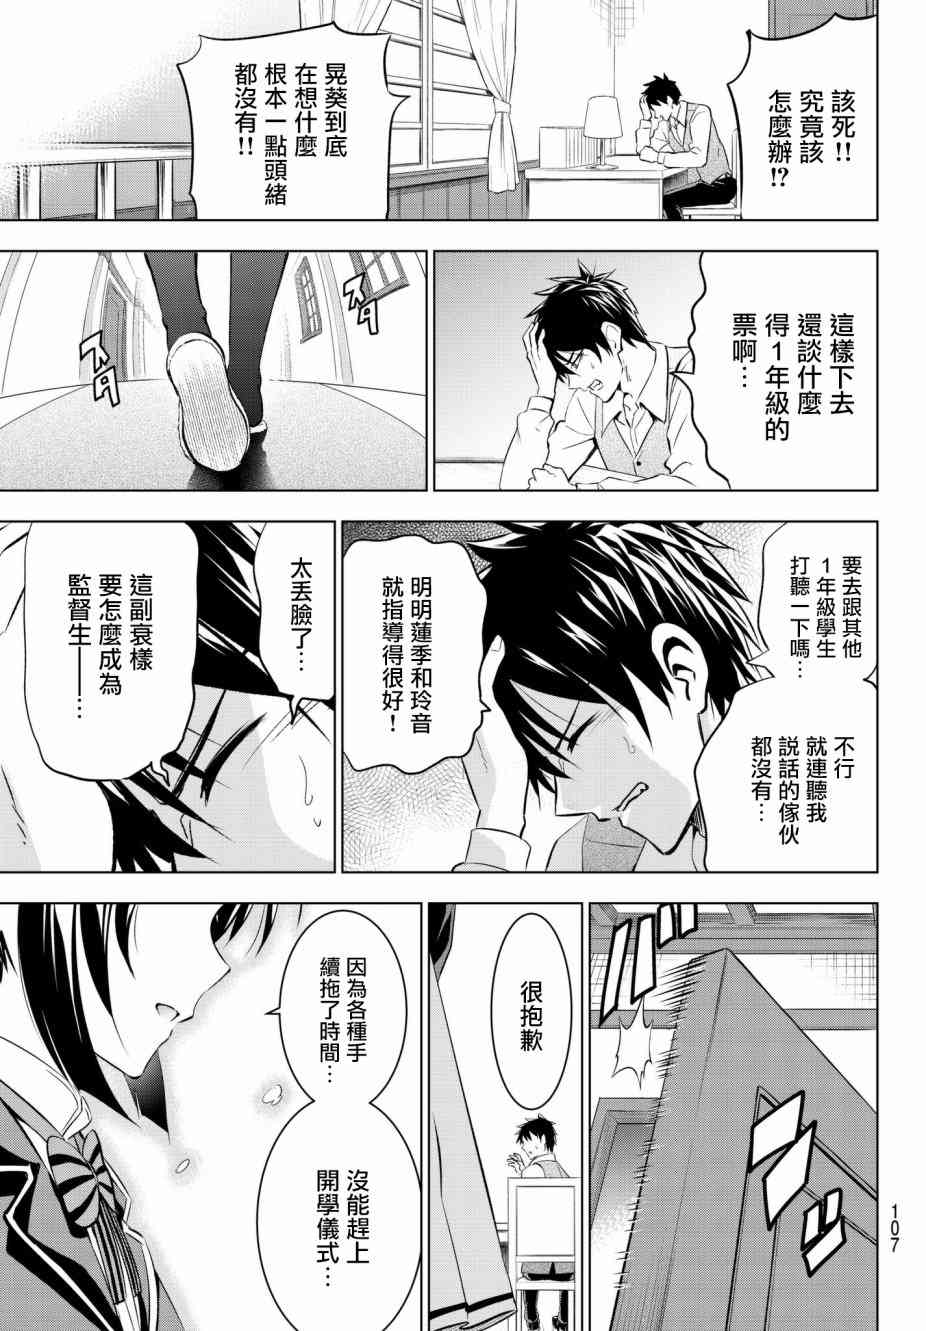 該死!!
究竟該
怎麼辦
!?
晃葵到底
在想什麼
根本一點頭緒
都沒有!!
這樣下去
還談什麼
得1年級的
票啊…
スタ
スタ
要去跟其他
1年級學生
打聽一下嗎…
不行
就連聽我
說話的傢伙
都沒有…
明明蓮季和玲音
就指導得很好！
太丟臉了…
這副衰樣
要怎麼成為
監督生──…
很抱歉
因為各種手
續拖了時間…
沒能趕上
開學儀式…
107